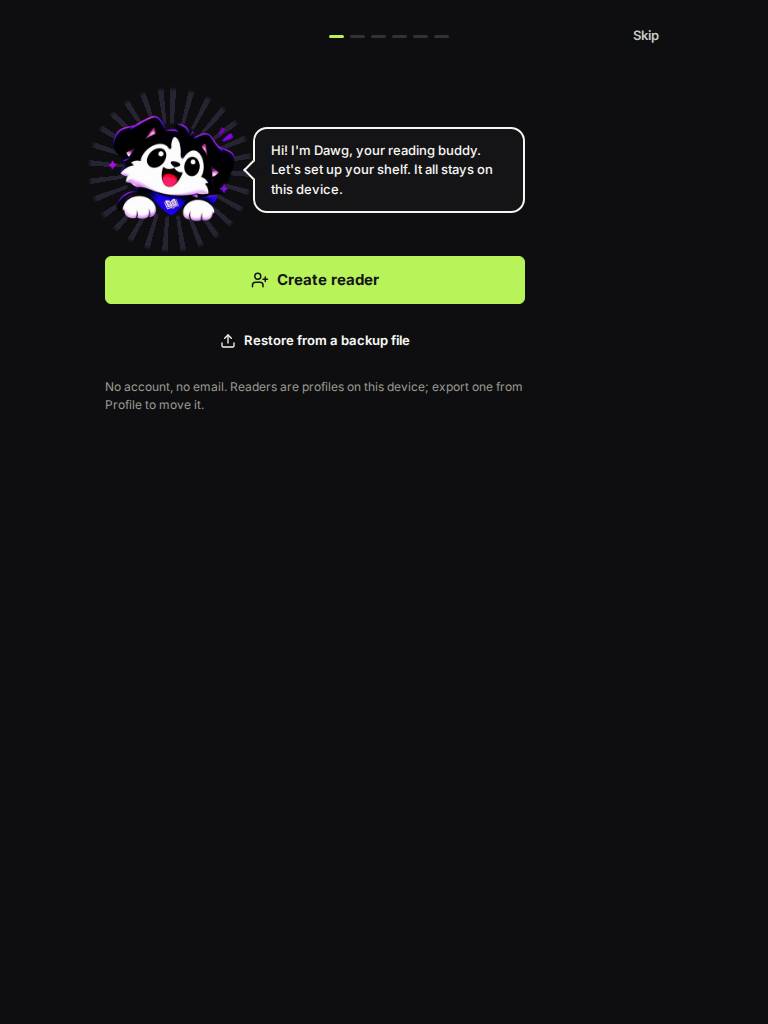 Skip
Hi! I'm Dawg, your reading buddy.
Let's set up your shelf. It all stays on
this device.
Create reader
Restore from a backup file
No account, no email. Readers are profiles on this device; export one from
Profile to move it.